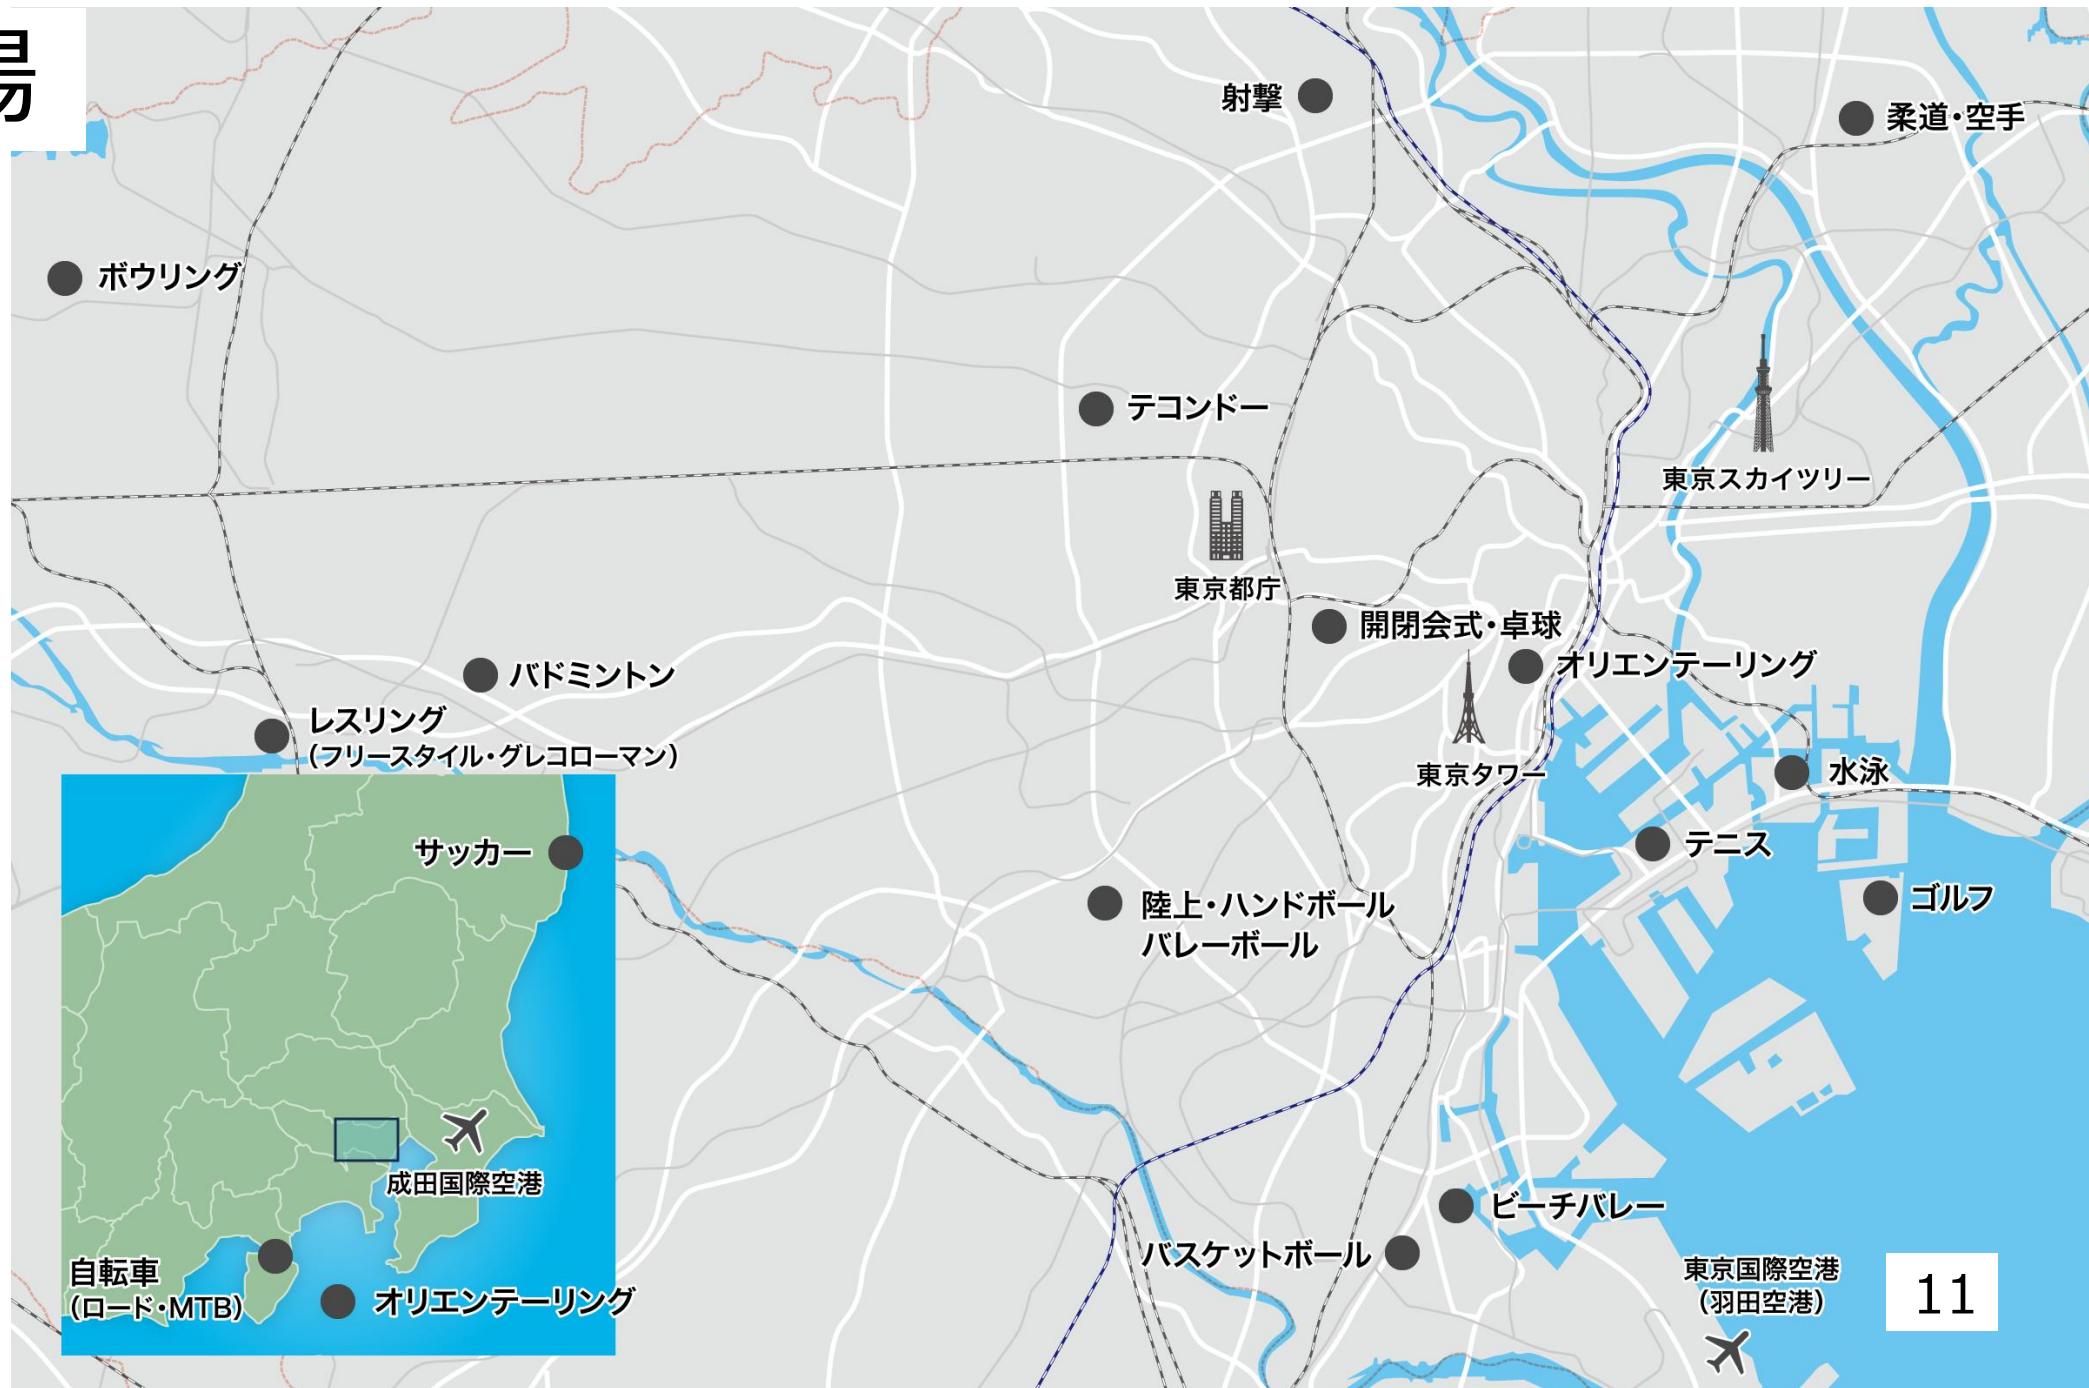 場
射撃
柔道・空手
ボウリング
テコンドー
東京スカイツリー
東京都庁
開閉会式・卓球
オリエンテーリング
バドミントン
レスリング
（フリースタイル・グレコローマン）
東京タワー
水泳
テニス
サッカー
ゴルフ
陸上・ハンドボール
バレーボール
成田国際空港
ビーチバレー
バスケットボール
自転車
（ロード・MTB）
オリエンテーリング
東京国際空港
（羽田空港）
11